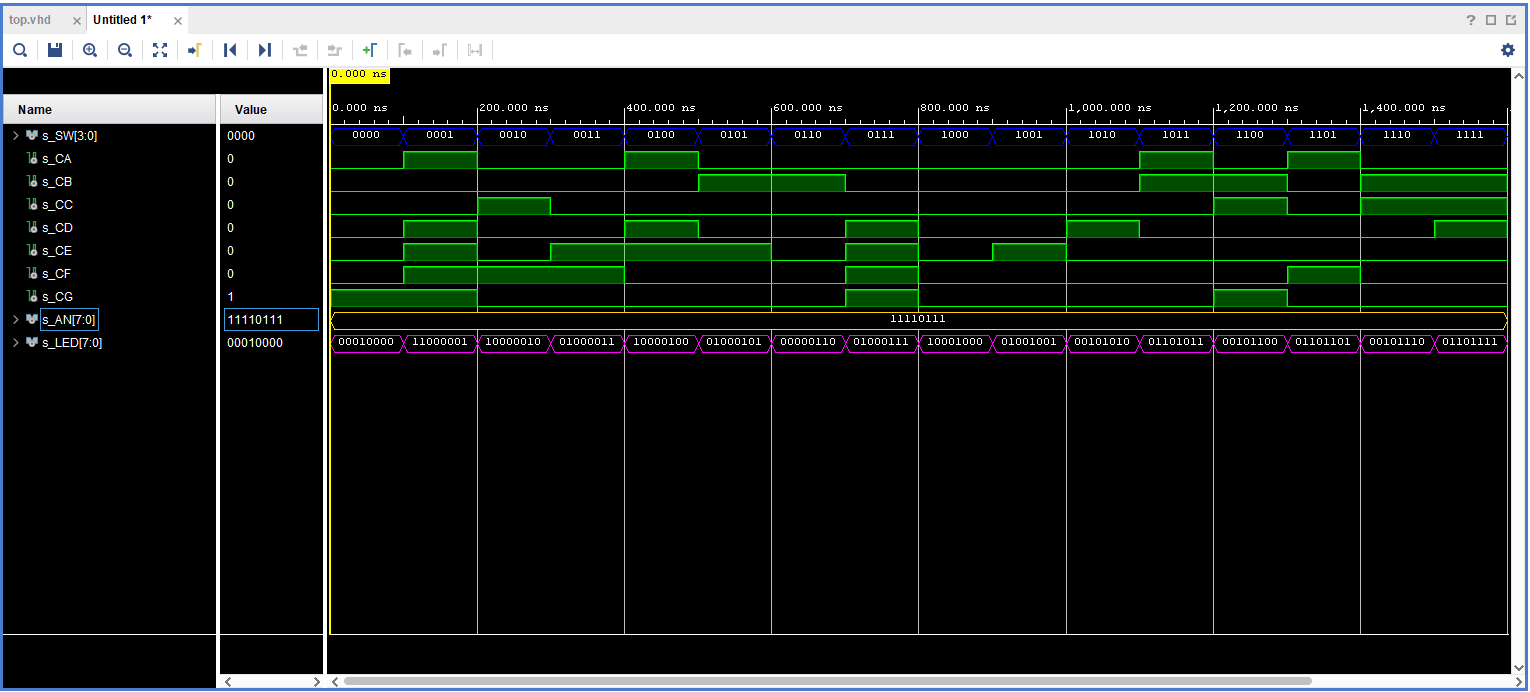 top.vhd × Untitled 1* ×
?
0.000 ns
Name Value
0.000 ns 200.000 ns 400.000 ns 600.000 ns 800.000 ns 1,000.000 ns 1,200.000 ns 1,400.000 ns
s_SW[3:0] 0000 0000 0001 0010 0011 0100 0101 0110 0111 1000 1001 1010 1011 1100 1101 1110 1111
s_CA 0
s_CB 0
s_CC 0
s_CD 0
s_CE 0
s_CF 0
s_CG 1
s_AN[7:0] 11110111 11110111
s_LED[7:0] 00010000 00010000 11000001 10000010 01000011 10000100 01000101 00000110 01000111 10001000 01001001 00101010 01101011 00101100 01101101 00101110 01101111